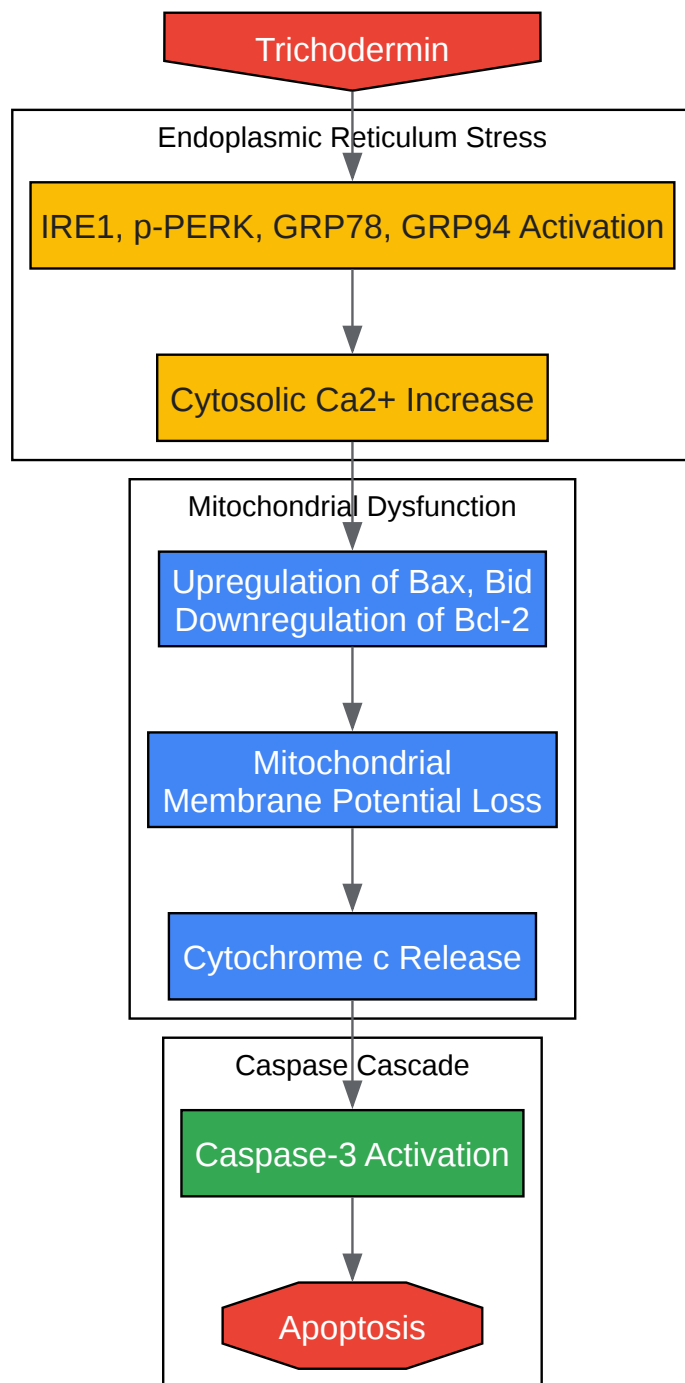 Trichodermin
Endoplasmic Reticulum Stress
IRE1, p-PERK, GRP78, GRP94 Activation
Cytosolic Ca2+ Increase
Mitochondrial Dysfunction
Upregulation of Bax, Bid
Downregulation of Bcl-2
Mitochondrial
Membrane Potential Loss
Cytochrome c Release
Caspase Cascade
Caspase-3 Activation
Apoptosis